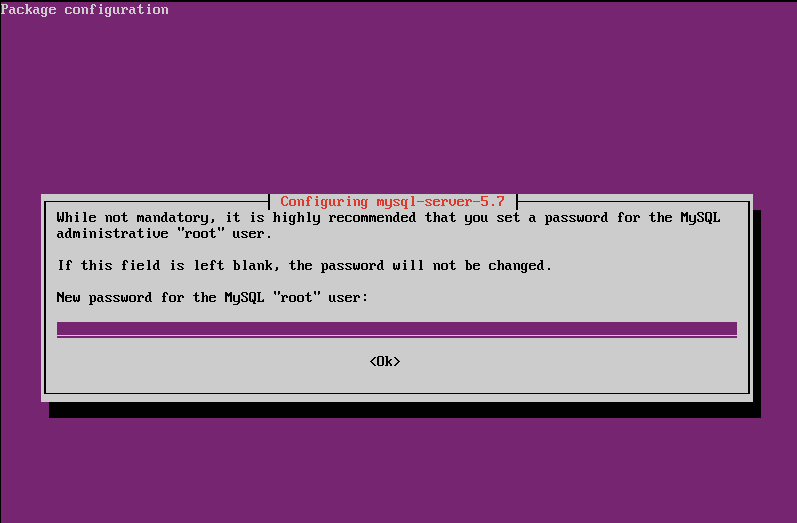 Package configuration
Configuring mysql-server-5.7
While not mandatory, it is highly recommended that you set a password for the MySQL
administrative "root" user.
If this field is left blank, the password will not be changed.
New password for the MySQL "root" user:
<Ok>